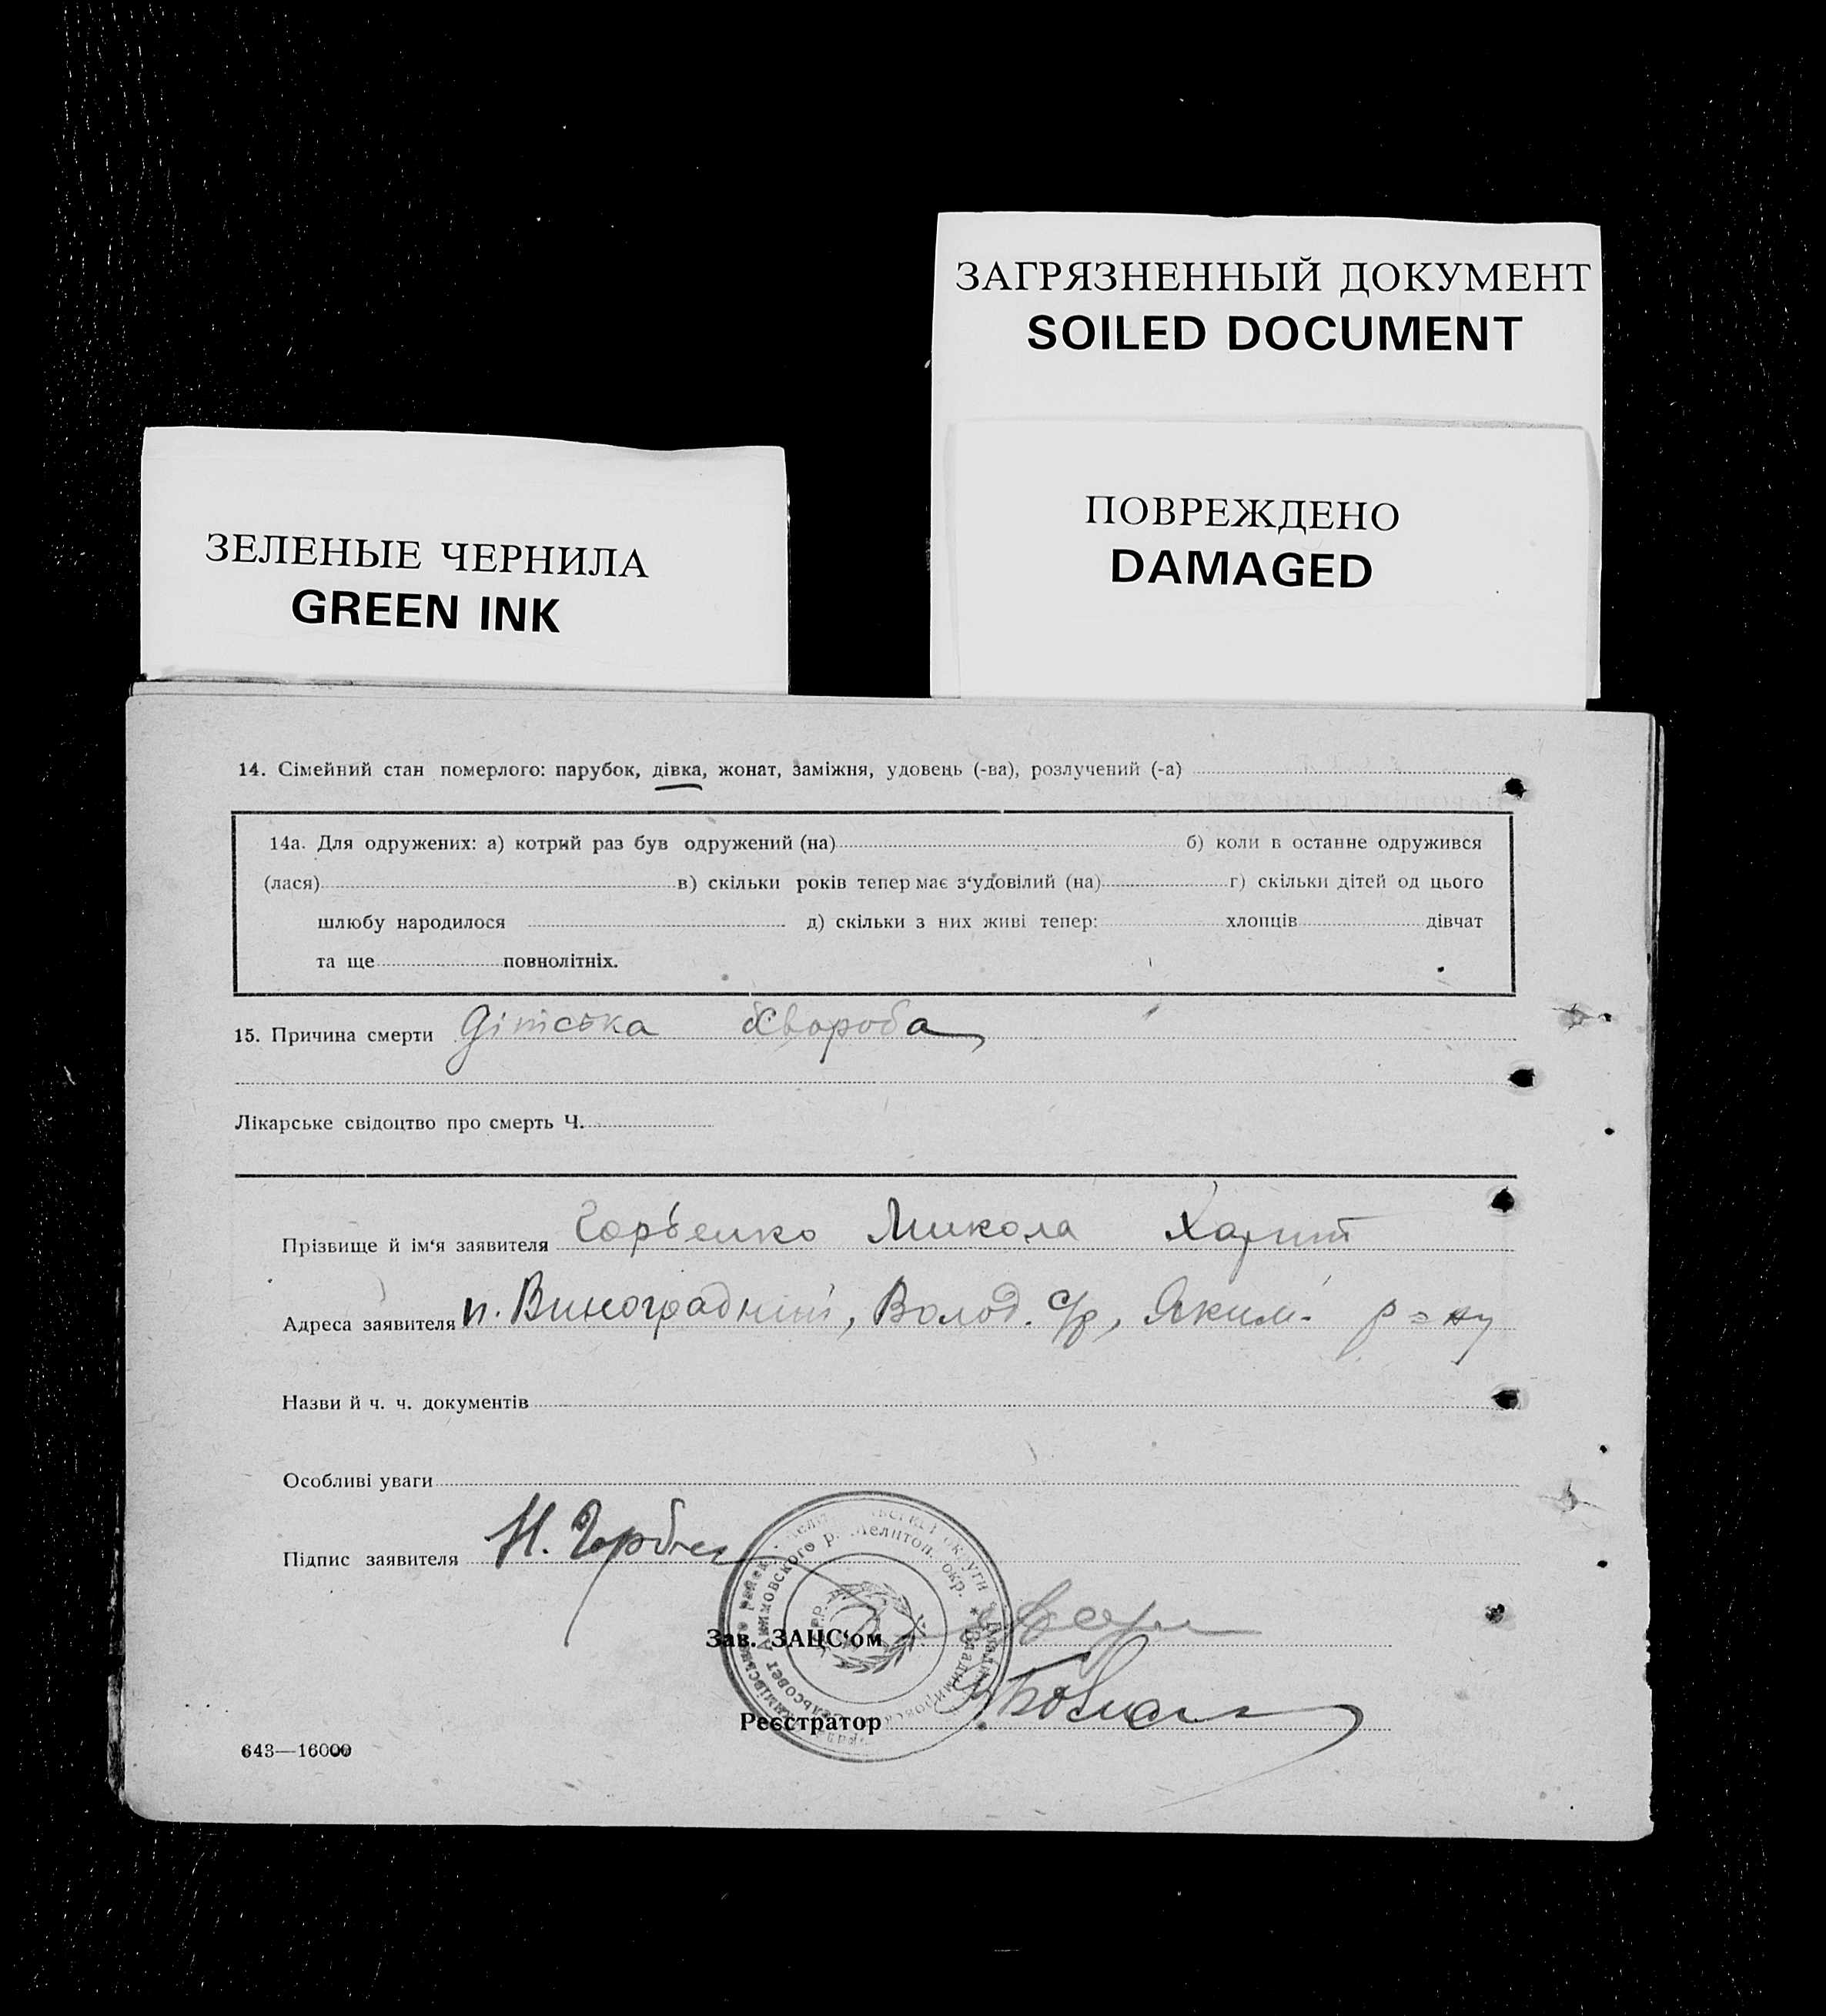 ЗАГРЯЗНЕННЫЙ ДОКУМЕНТ
SOILED DOCUMENT
ПОВРЕЖДЕНО
DAMAGED
ЗЕЛЕНЫЕ ЧЕРНИЛА
GREEN INK
14. Сімейний стан померлого: парубок, дівка, жонат, заміжня, удовець (-ва), розлучений (-а)
14а. Для одружених: а) котрий раз був одружений (на) б) коли в останне одружився
(лася) в) скільки років тепер має з‘удовілий (на) г) скільки дітей од цього
шлюбу народилося д) скільки з них живі тепер: хлопців дівчат
та ще повнолітніх.
15. Причина смерти Дітська хвороба
Лікарське свідоцтво про смерть Ч.
Прізвище й ім‘я заявителя Горбенко Микола Харит
Адреса заявителя п. Виноградний, Волод. с/р, Яким. р-ну
Назви й ч. ч. документів
Особливі уваги
Підпис заявителя Н. Горбен
Зав. ЗАЦС‘ом
Реєстратор
643—16000